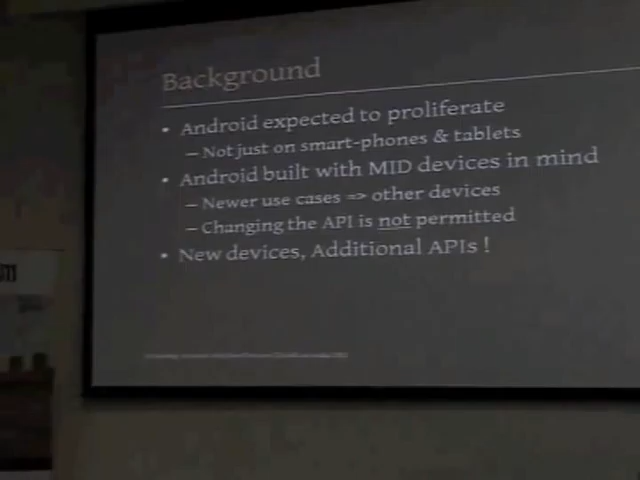 Background
• Android expected to proliferate
– Not just on smart-phones & tablets
• Android built with MID devices in mind
– Newer use cases => other devices
– Changing the API is not permitted
• New devices, Additional APIs !